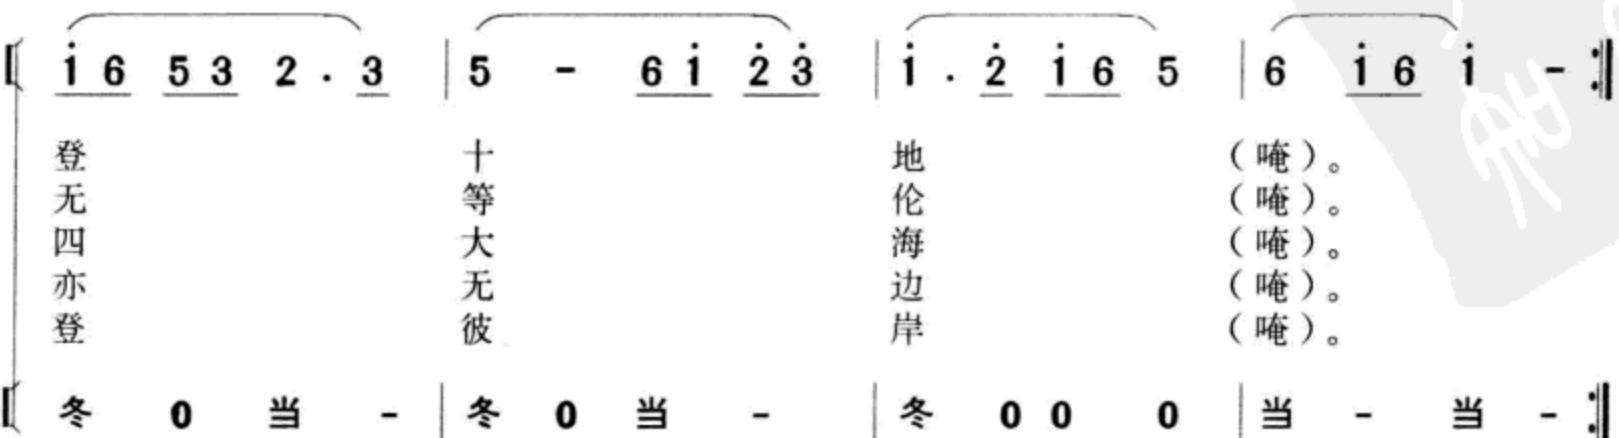 [ i̇ 6 5 3 2 . 3 | 5 - 6 i̇ 2̇ 3̇ | i̇ . 2̇ i̇ 6 5 | 6 i̇ 6 i̇ - :‖
登 十 地 （唵）。
无 等 伦 （唵）。
四 大 海 （唵）。
亦 无 边 （唵）。
登 彼 岸 （唵）。
[ 冬 0 当 - | 冬 0 当 - | 冬 0 0 0 | 当 - 当 - :‖